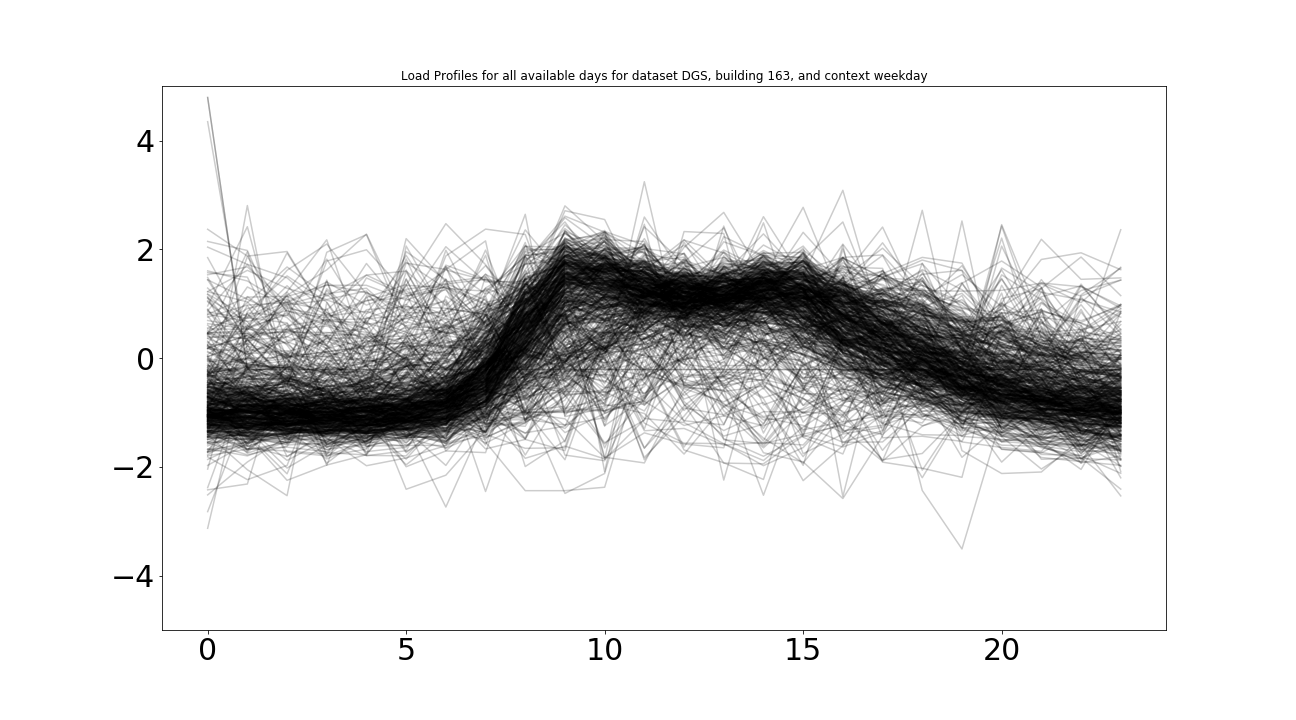 Load Profiles for all available days for dataset DGS, building 163, and context weekday
4
2
0
−2
−4
0 5 10 15 20